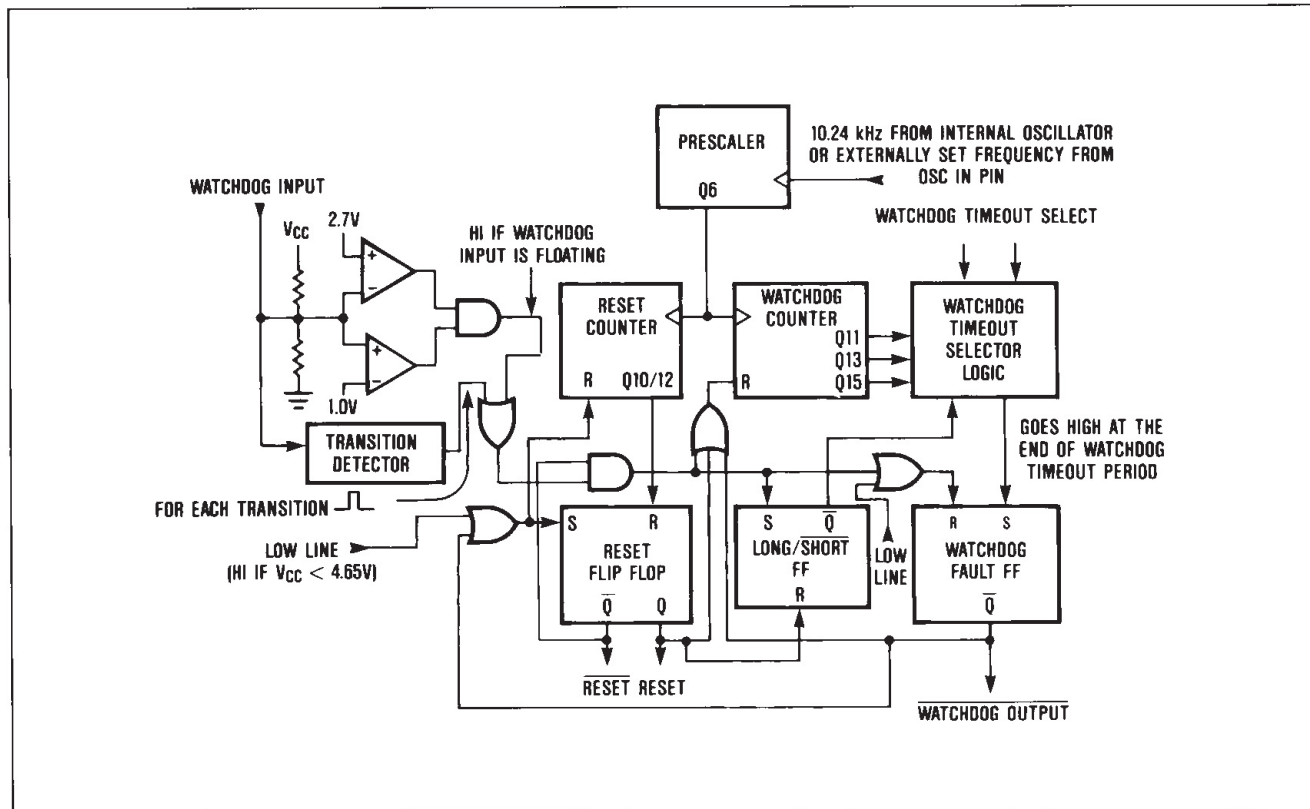 PRESCALER
Q6
10.24 kHz FROM INTERNAL OSCILLATOR
OR EXTERNALLY SET FREQUENCY FROM
OSC IN PIN
WATCHDOG INPUT
VCC
2.7V
+
−
+
−
1.0V
HI IF WATCHDOG
INPUT IS FLOATING
WATCHDOG TIMEOUT SELECT
RESET
COUNTER
R Q10/12
WATCHDOG
COUNTER
Q11
Q13
Q15
R
WATCHDOG
TIMEOUT
SELECTOR
LOGIC
TRANSITION
DETECTOR
GOES HIGH AT THE
END OF WATCHDOG
TIMEOUT PERIOD
FOR EACH TRANSITION
LOW LINE
(HI IF VCC < 4.65V)
S R
RESET
FLIP FLOP
Q̅ Q
S Q̅
LONG/S̅H̅O̅R̅T̅
FF
R
LOW
LINE
R S
WATCHDOG
FAULT FF
Q̅
R̅E̅S̅E̅T̅ RESET
W̅A̅T̅C̅H̅D̅O̅G̅ O̅U̅T̅P̅U̅T̅